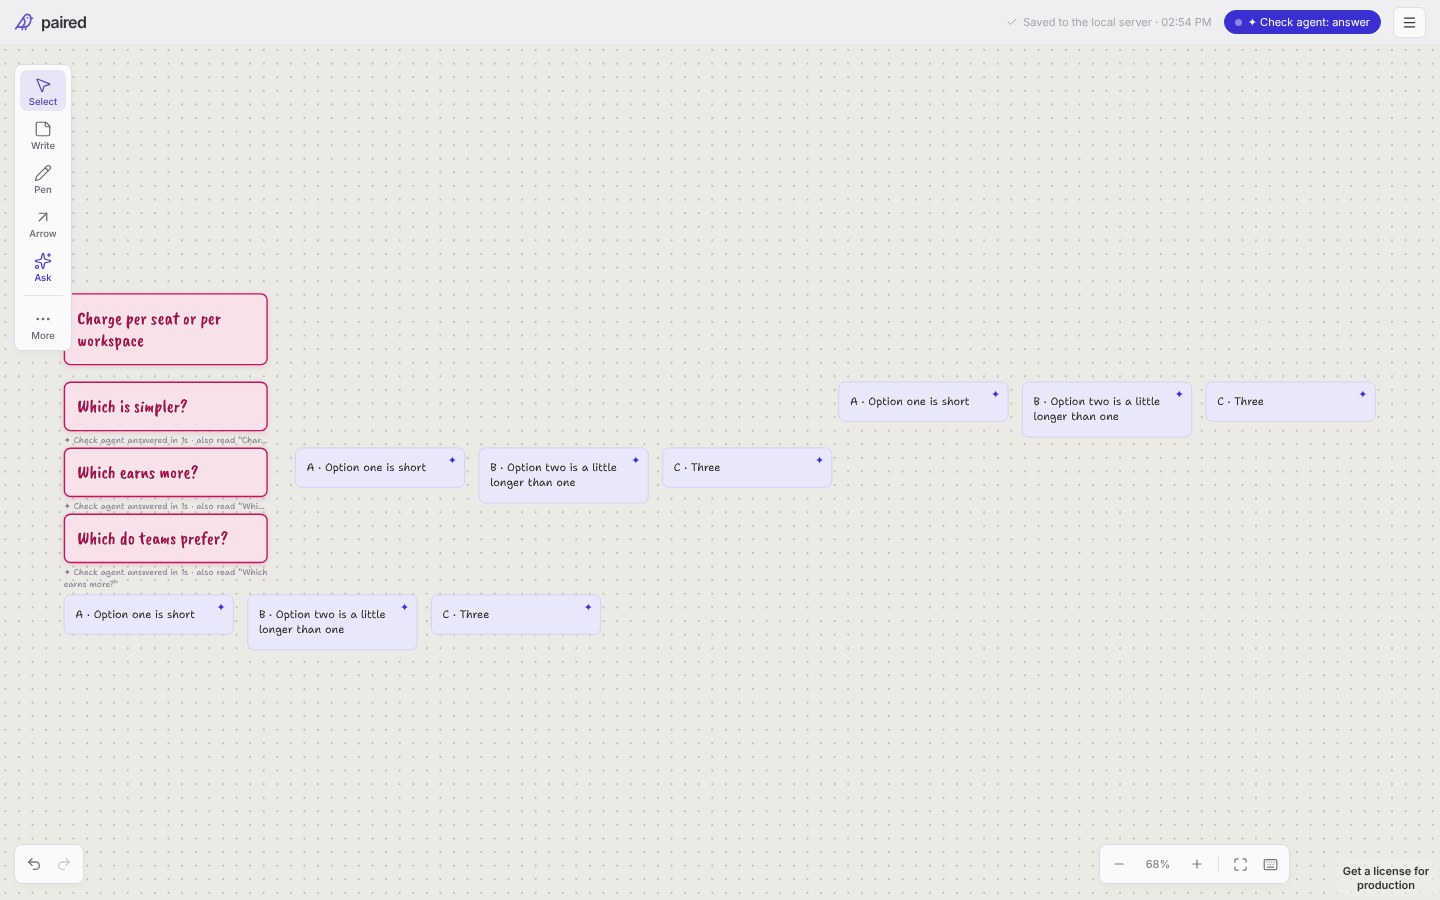 paired
Saved to the local server · 02:54 PM
✦ Check agent: answer
Select
Write
Pen
Arrow
Ask
More
Charge per seat or per
workspace
Which is simpler?
✦ Check agent answered in 1s · also read "Char...
A · Option one is short
B · Option two is a little
longer than one
C · Three
Which earns more?
✦ Check agent answered in 1s · also read "Whi...
A · Option one is short
B · Option two is a little
longer than one
C · Three
Which do teams prefer?
✦ Check agent answered in 1s · also read "Which
earns more?"
A · Option one is short
B · Option two is a little
longer than one
C · Three
68%
Get a license for
production